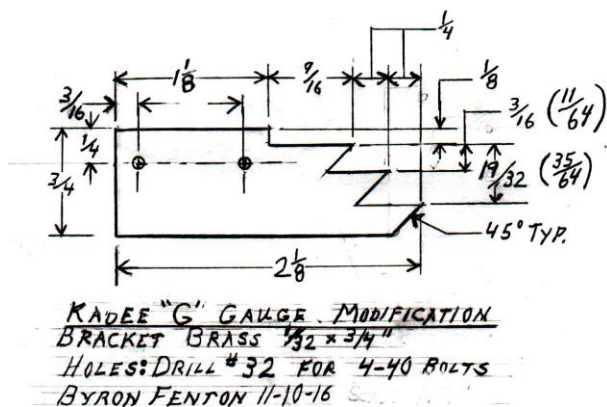 1/4
3/16 1 1/8 9/16 1/8
1/4 3/16 (11/64)
3/4 19/32 (35/64)
45° TYP.
2 1/8
KADEE "G" GAUGE MODIFICATION
BRACKET BRASS 1/32 x 3/4"
HOLES: DRILL #32 FOR 4-40 BOLTS
BYRON FENTON 11-10-16